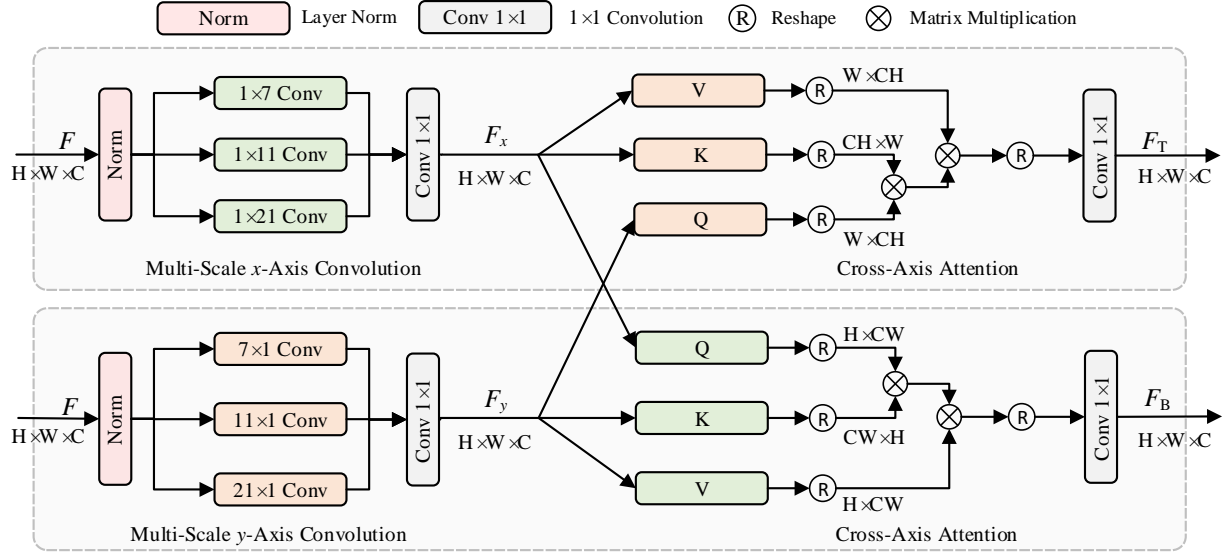 Norm Layer Norm Conv 1×1 1×1 Convolution R Reshape Matrix Multiplication
F
H×W×C
Norm
1×7 Conv
1×11 Conv
1×21 Conv
Conv 1×1
Fx
H×W×C
V
K
Q
R
R
R
W×CH
CH×W
W×CH
R
Conv 1×1
FT
H×W×C
Multi-Scale x-Axis Convolution
Cross-Axis Attention
F
H×W×C
Norm
7×1 Conv
11×1 Conv
21×1 Conv
Conv 1×1
Fy
H×W×C
Q
K
V
R
R
R
H×CW
CW×H
H×CW
R
Conv 1×1
FB
H×W×C
Multi-Scale y-Axis Convolution
Cross-Axis Attention